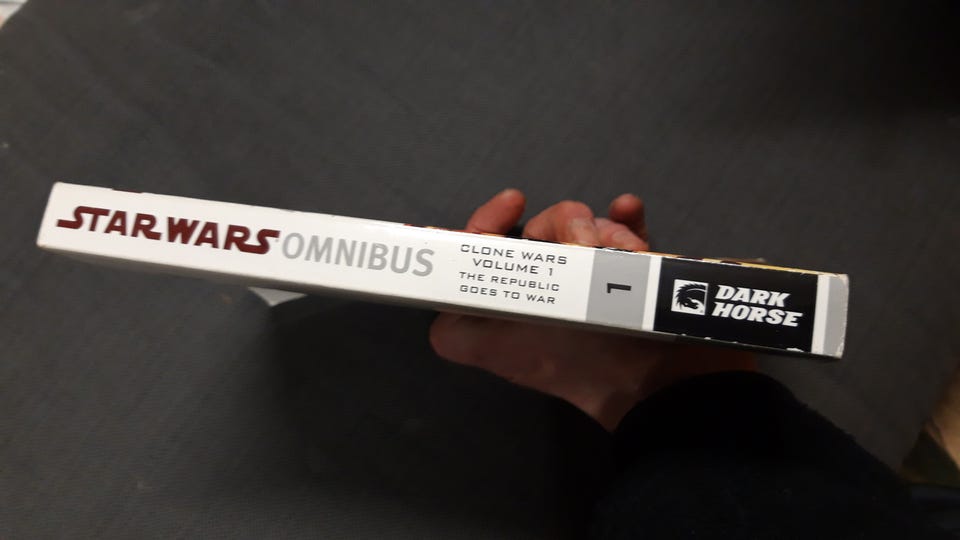 STAR WARS OMNIBUS
CLONE WARS
VOLUME 1
THE REPUBLIC
GOES TO WAR
1
DARK
HORSE